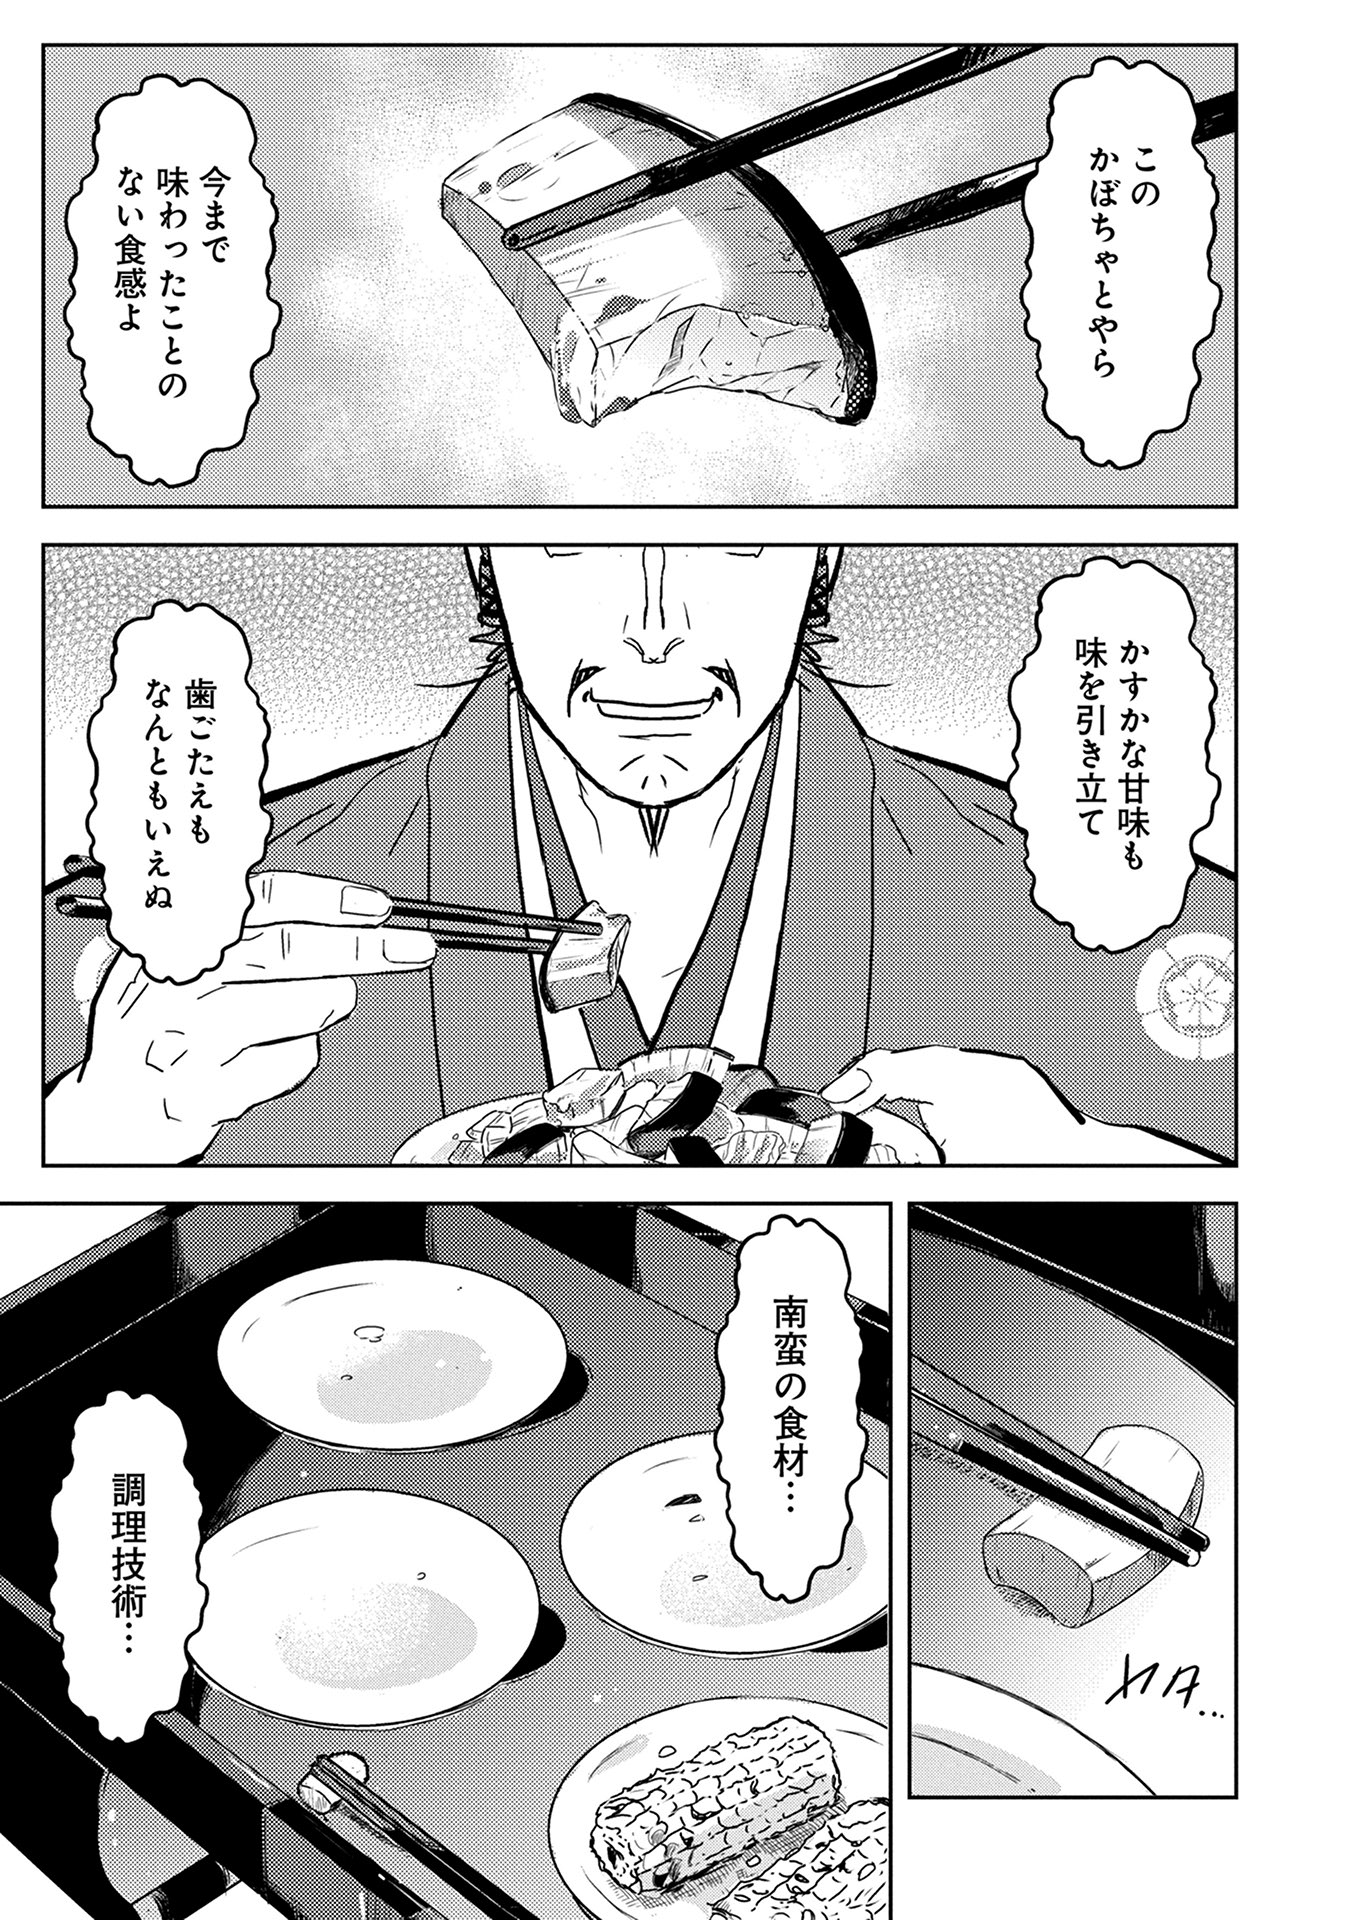 この
かぼちゃとやら
今まで
味わったことの
ない食感よ
かすかな甘味も
味を引き立て
歯ごたえも
なんともいえぬ
カタ…
南蛮の食材…
調理技術…